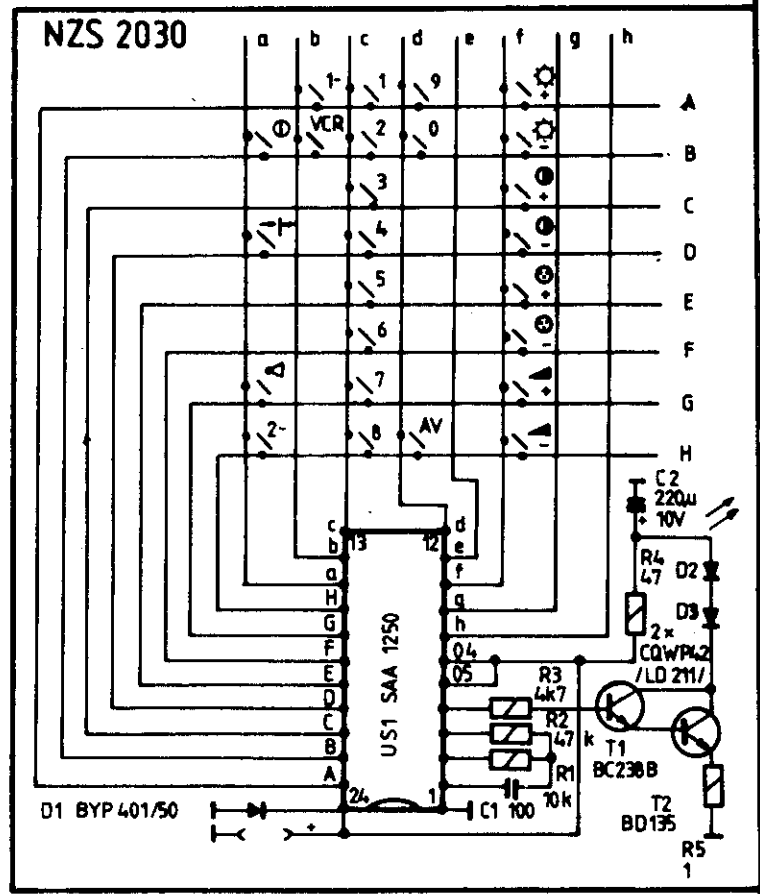 NZS 2030
a b c d e f g h
1- 1 9 + A
VCR 2 0 - B
3 + C
4 - D
5 + E
6 - F
7 + G
2- 8 AV - H
C2
220µ
10V
+
R4
47
D2
D3
2×
CQWP42
/LD 211/
c 13 12 d
b e
a f
H g
G h
F 04
E 05
D
C
B
A
24 1
US1 SAA 1250
R3
4k7
R2
47 k
R1
10k
C1 100
T1
BC238B
T2
BD135
R5
1
D1 BYP 401/50
+